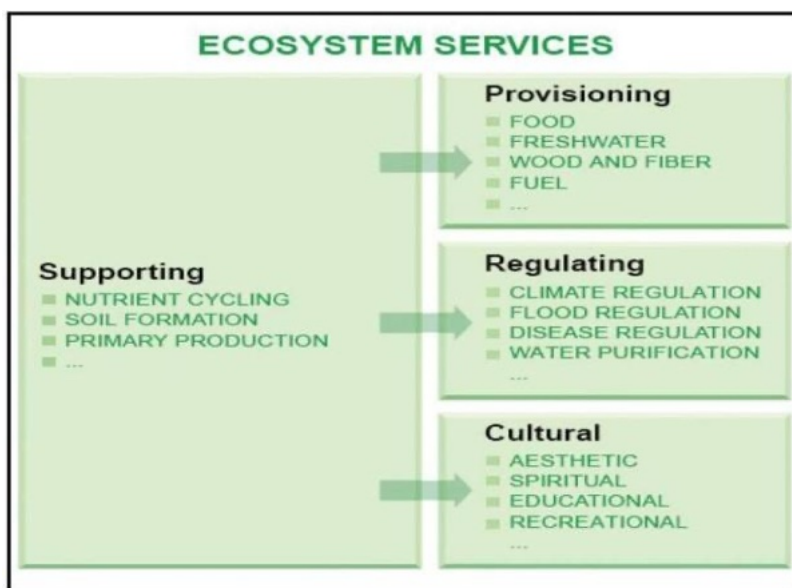 ECOSYSTEM SERVICES
Supporting
NUTRIENT CYCLING
SOIL FORMATION
PRIMARY PRODUCTION
...
Provisioning
FOOD
FRESHWATER
WOOD AND FIBER
FUEL
...
Regulating
CLIMATE REGULATION
FLOOD REGULATION
DISEASE REGULATION
WATER PURIFICATION
...
Cultural
AESTHETIC
SPIRITUAL
EDUCATIONAL
RECREATIONAL
...